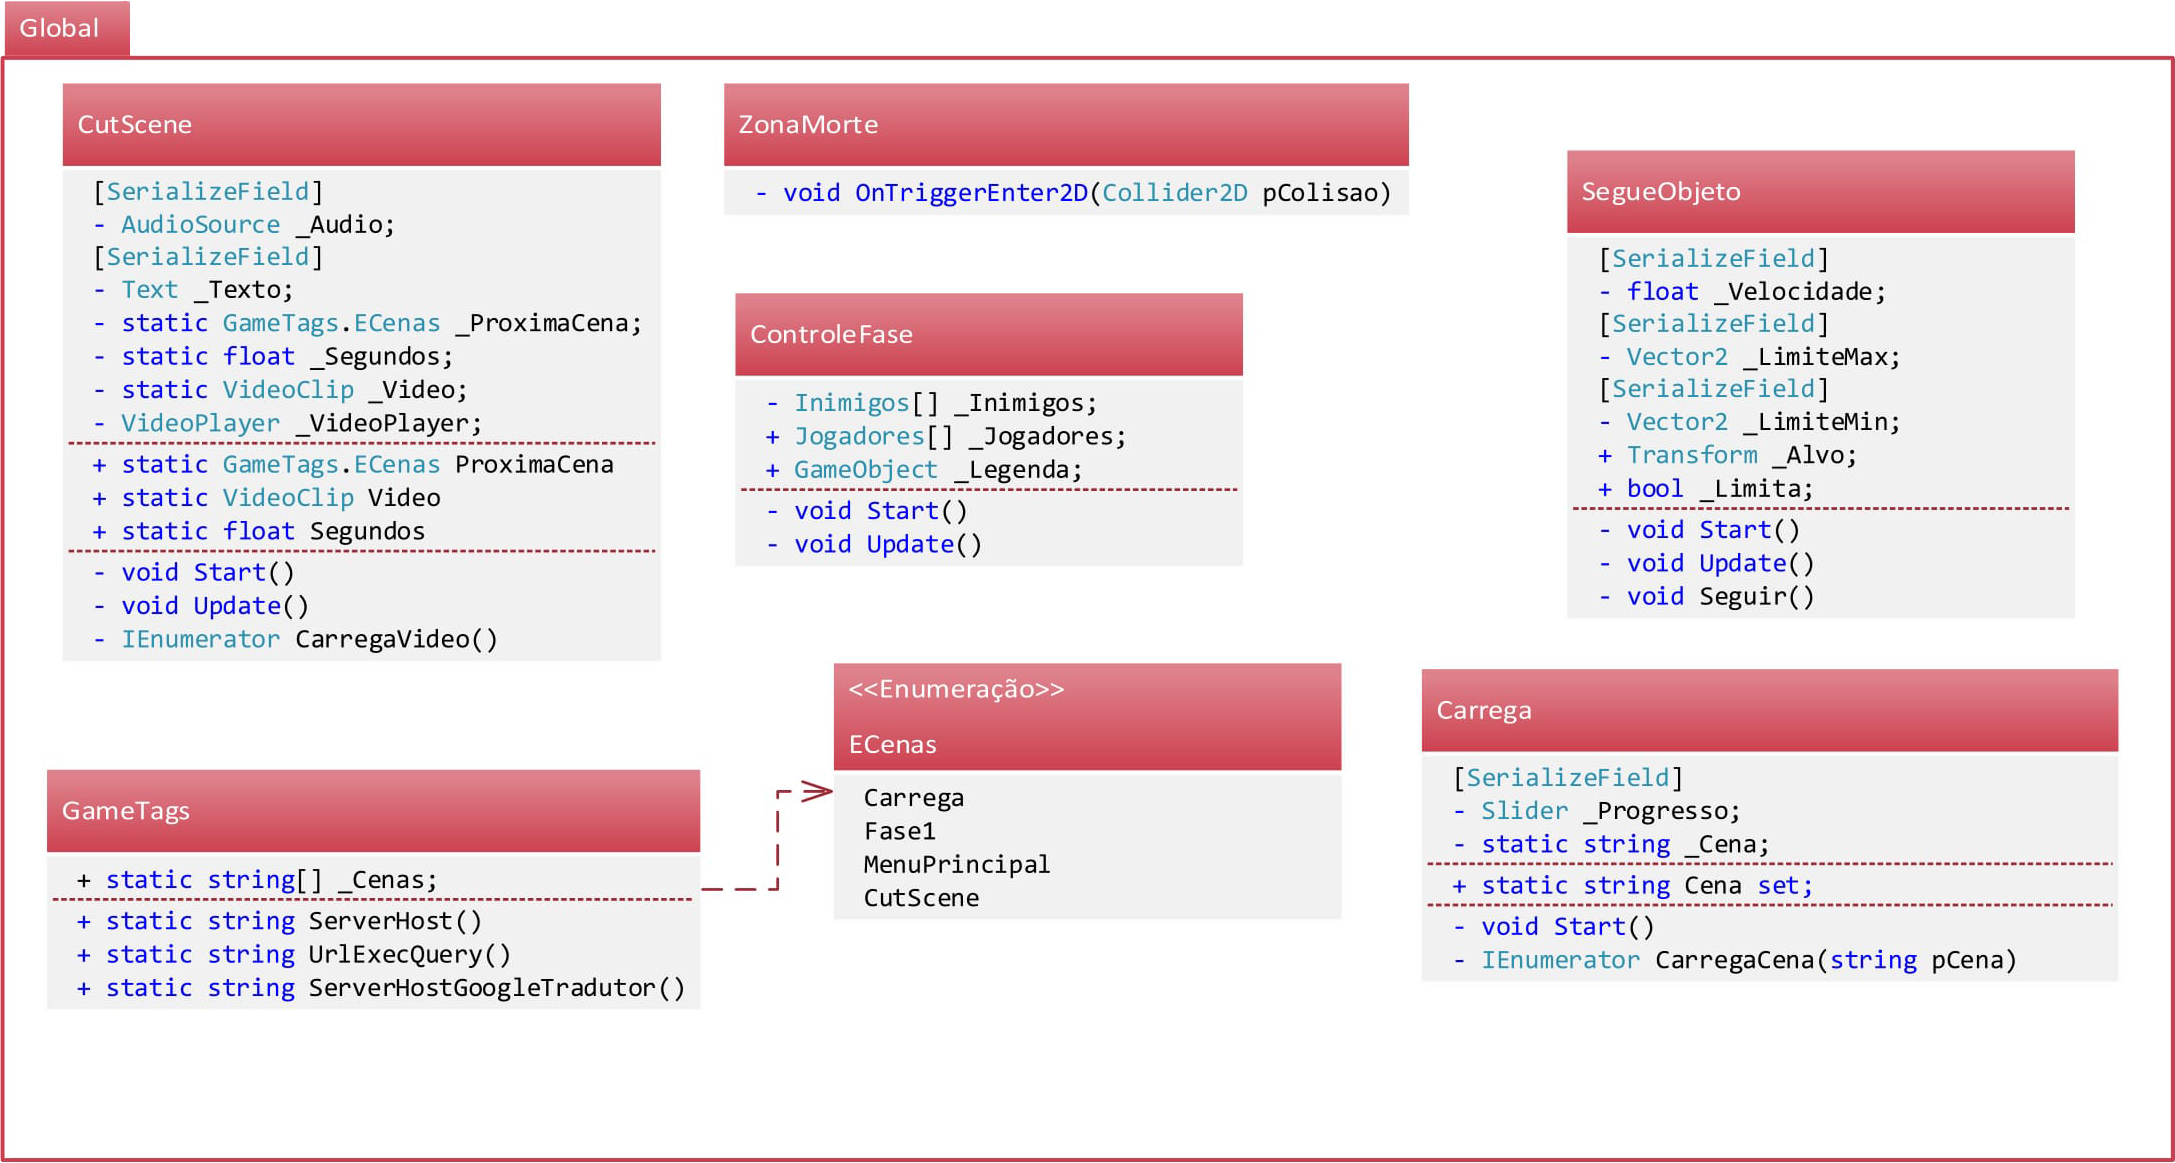 Global
CutScene
[SerializeField]
- AudioSource _Audio;
[SerializeField]
- Text _Texto;
- static GameTags.ECenas _ProximaCena;
- static float _Segundos;
- static VideoClip _Video;
- VideoPlayer _VideoPlayer;
+ static GameTags.ECenas ProximaCena
+ static VideoClip Video
+ static float Segundos
- void Start()
- void Update()
- IEnumerator CarregaVideo()
ZonaMorte
- void OnTriggerEnter2D(Collider2D pColisao)
ControleFase
- Inimigos[] _Inimigos;
+ Jogadores[] _Jogadores;
+ GameObject _Legenda;
- void Start()
- void Update()
SegueObjeto
[SerializeField]
- float _Velocidade;
[SerializeField]
- Vector2 _LimiteMax;
[SerializeField]
- Vector2 _LimiteMin;
+ Transform _Alvo;
+ bool _Limita;
- void Start()
- void Update()
- void Seguir()
GameTags
+ static string[] _Cenas;
+ static string ServerHost()
+ static string UrlExecQuery()
+ static string ServerHostGoogleTradutor()
<<Enumeração>>
ECenas
Carrega
Fase1
MenuPrincipal
CutScene
Carrega
[SerializeField]
- Slider _Progresso;
- static string _Cena;
+ static string Cena set;
- void Start()
- IEnumerator CarregaCena(string pCena)